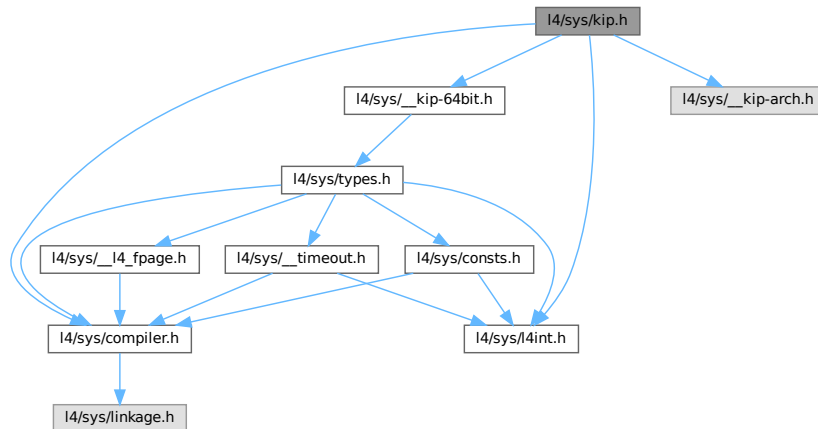 l4/sys/kip.h
l4/sys/__kip-64bit.h
l4/sys/__kip-arch.h
l4/sys/types.h
l4/sys/__l4_fpage.h
l4/sys/__timeout.h
l4/sys/consts.h
l4/sys/compiler.h
l4/sys/l4int.h
l4/sys/linkage.h